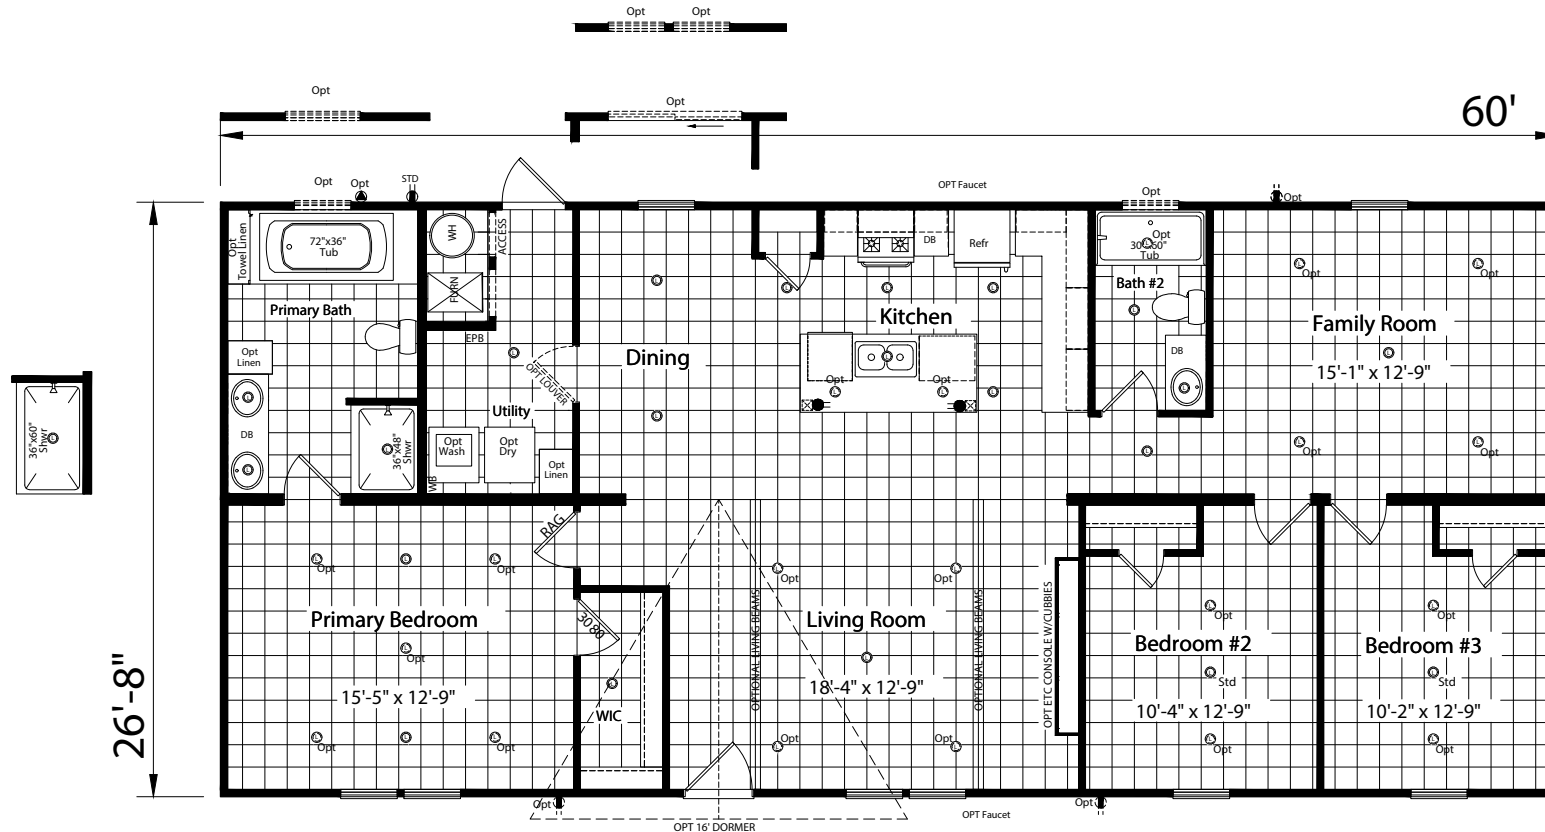 Opt Opt
Opt
Opt
60'
Opt Opt STD
OPT Faucet
Opt
Opt
Opt
Towel Linen
72"x36"
Tub
WH
ACCESS
DB
Refr
Opt
30"x60"
Tub
Opt Opt
FURN
Bath #2
Primary Bath
Kitchen
Family Room
15'-1" x 12'-9"
EPB
Opt
Linen
Dining
OPT LOUVER
DB
Opt Opt
Utility
36"x60"
Shwr
DB
36"x48"
Shwr
Opt
Wash
Opt
Dry
Opt
Linen
WB
Opt Opt
RAG
Opt Opt
Opt Opt
Opt Opt
3080
Primary Bedroom
Living Room
Bedroom #2
Bedroom #3
Opt
Std Std
15'-5" x 12'-9"
18'-4" x 12'-9"
10'-4" x 12'-9"
10'-2" x 12'-9"
OPTIONAL LIVING BEAMS
OPTIONAL LIVING BEAMS
OPT ETC CONSOLE W/CUBBIES
WIC
26'-8"
Opt Opt
Opt Opt
Opt Opt
Opt
Opt
OPT Faucet
OPT 16' DORMER